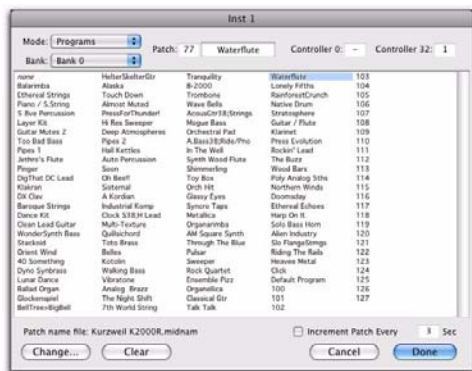 Inst 1
Mode: Programs
Bank: Bank 0
Patch: 77 Waterflute
Controller 0: -
Controller 32: 1
none HelterSkelterGtr Tranquility Waterflute 103
Balarimba Alaska B-2000 Lonely Fifths 104
Ethereal Strings Touch Down Trombone RainforestCrunch 105
Piano / S.String Almost Muted Wave Bells Native Drum 106
5 8ve Percussion PressForThunder! AcousGtr38;Strings Stratosphere 107
Layer Kit Hi Res Sweeper Mogue Bass Guitar / Flute 108
Guitar Mutes 2 Deep Atmospheres Orchestral Pad Klarinet 109
Too Bad Bass Pipes 2 A.Bass38;Ride/Pno Press Evolution 110
Pipes 1 Hall Kettles In The Well Rockin' Lead 111
Jethro's Flute Auto Percussion Synth Wood Flute The Buzz 112
Pinger Soon Shimmerling Wood Bars 113
DigThat DC Lead Oh Beef! Toy Box Poly Analog 5ths 114
Klakran Sisternal Orch Hit Northern Winds 115
DX Clav A Kordian Glassy Eyes Doomsday 116
Baroque Strings Industrial Komp Syncro Taps Ethereal Echoes 117
Dance Kit Clock S38;H Lead Metallica Harp On It 118
Clean Lead Guitar Multi-Texture Organarimba Solo Bass Horn 119
WonderSynth Bass Quillsichord AM Square Synth Alien Industry 120
Stackoid Toto Brass Through The Blue Slo FlangeStrngs 121
Orient Wind Belles Pulsar Riding The Rails 122
40 Something Kotolin Sweeper Heavee Metal 123
Dyno Synbrass Walking Bass Rock Quartet Click 124
Lunar Dance Vibratone Ensemble Pizz Default Program 125
Ballad Organ Analog Brazz Organellica 100 126
Glockenspiel The Night Shift Classical Gtr 101 127
BellTree>BigBell 7th World String Talk Talk 102
Patch name file: Kurzweil K2000R.midnam
Increment Patch Every 3 Sec
Change... Clear Cancel Done